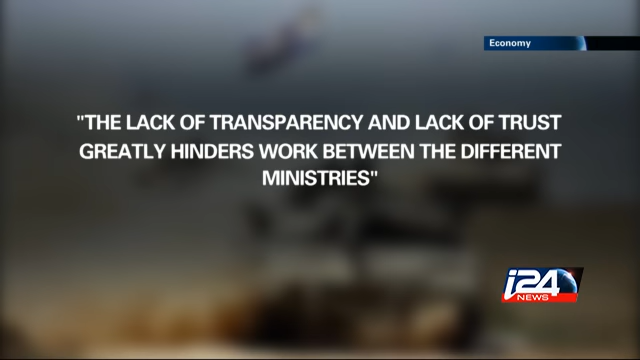 Economy
"THE LACK OF TRANSPARENCY AND LACK OF TRUST
GREATLY HINDERS WORK BETWEEN THE DIFFERENT
MINISTRIES"
i24
NEWS